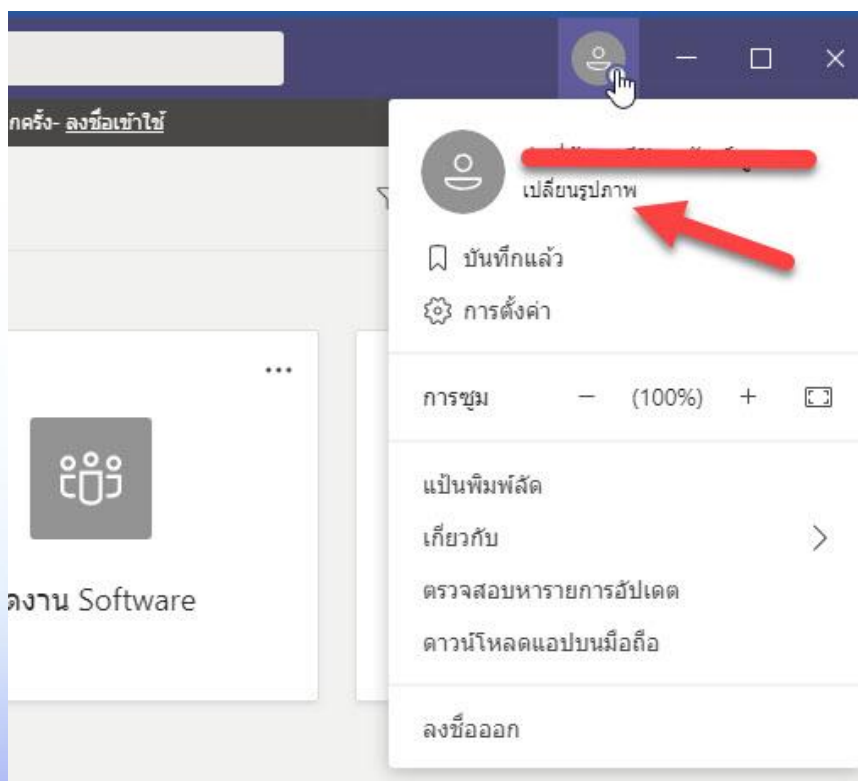 กครั้ง- ลงชื่อเข้าใช้
เปลี่ยนรูปภาพ
บันทึกแล้ว
การตั้งค่า
การซูม − (100%) +
แป้นพิมพ์ลัด
เกี่ยวกับ
ตรวจสอบหารายการอัปเดต
ดาวน์โหลดแอปบนมือถือ
ลงชื่อออก
ดงาน Software